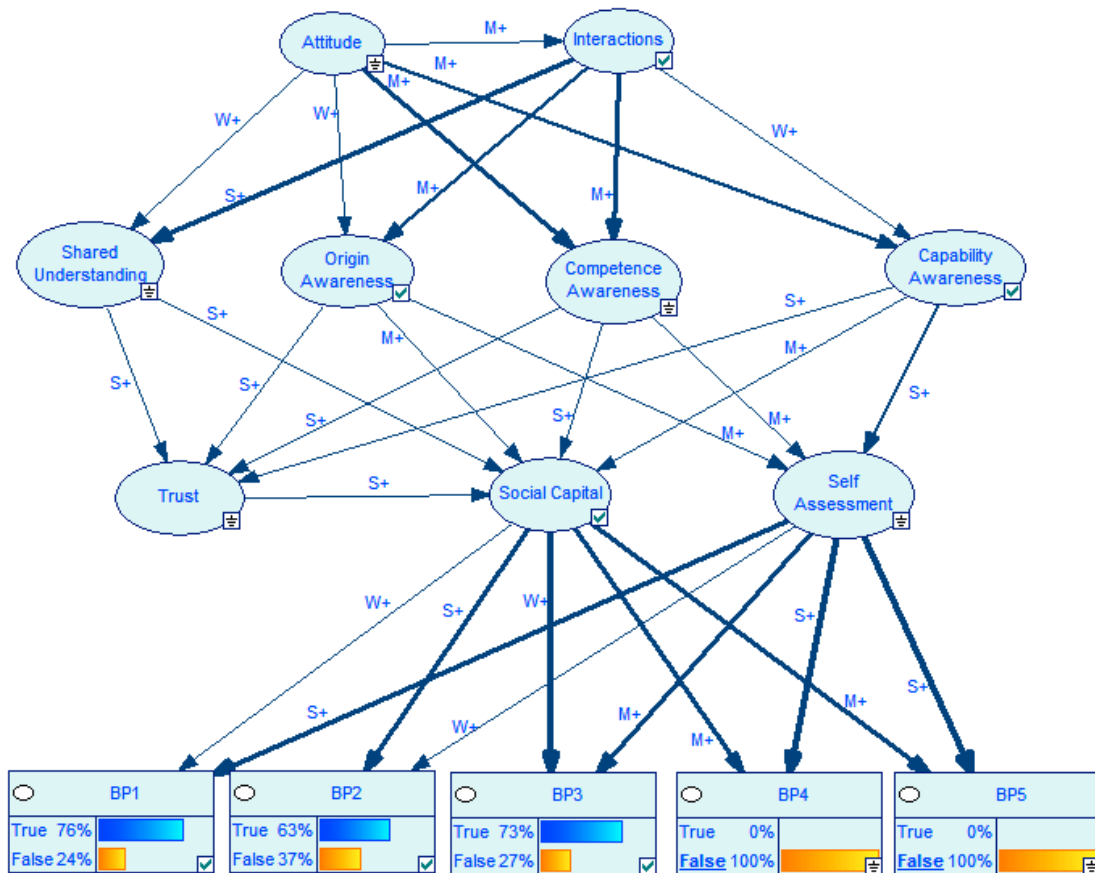 Attitude
M+
Interactions
M+
M+
W+
W+
W+
S+
M+
M+
Shared
Understanding
Origin
Awareness
Competence
Awareness
Capability
Awareness
S+
S+
M+
M+
S+
S+
S+
S+
S+
M+
M+
Trust
S+
Social Capital
Self
Assessment
W+
S+
W+
S+
S+
W+
M+
S+
M+
M+
BP1
True 76%
False 24%
BP2
True 63%
False 37%
BP3
True 73%
False 27%
BP4
True 0%
False 100%
BP5
True 0%
False 100%